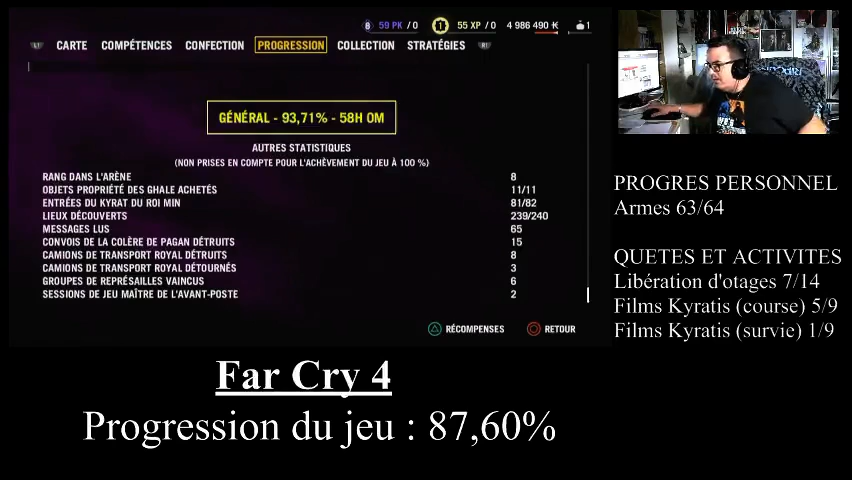 8 59 PK / 0 1 55 XP / 0 4 986 490 K 1
L1 CARTE COMPÉTENCES CONFECTION PROGRESSION COLLECTION STRATÉGIES R1
GÉNÉRAL - 93,71% - 58H 0M
AUTRES STATISTIQUES
(NON PRISES EN COMPTE POUR L'ACHÈVEMENT DU JEU À 100 %)
RANG DANS L'ARÈNE 8
OBJETS PROPRIÉTÉ DES GHALE ACHETÉS 11/11
ENTRÉES DU KYRAT DU ROI MIN 81/82
LIEUX DÉCOUVERTS 239/240
MESSAGES LUS 65
CONVOIS DE LA COLÈRE DE PAGAN DÉTRUITS 15
CAMIONS DE TRANSPORT ROYAL DÉTRUITS 8
CAMIONS DE TRANSPORT ROYAL DÉTOURNÉS 3
GROUPES DE REPRÉSAILLES VAINCUS 6
SESSIONS DE JEU MAÎTRE DE L'AVANT-POSTE 2
RÉCOMPENSES RETOUR
PROGRES PERSONNEL
Armes 63/64
QUETES ET ACTIVITES
Libération d'otages 7/14
Films Kyratis (course) 5/9
Films Kyratis (survie) 1/9
Far Cry 4
Progression du jeu : 87,60%